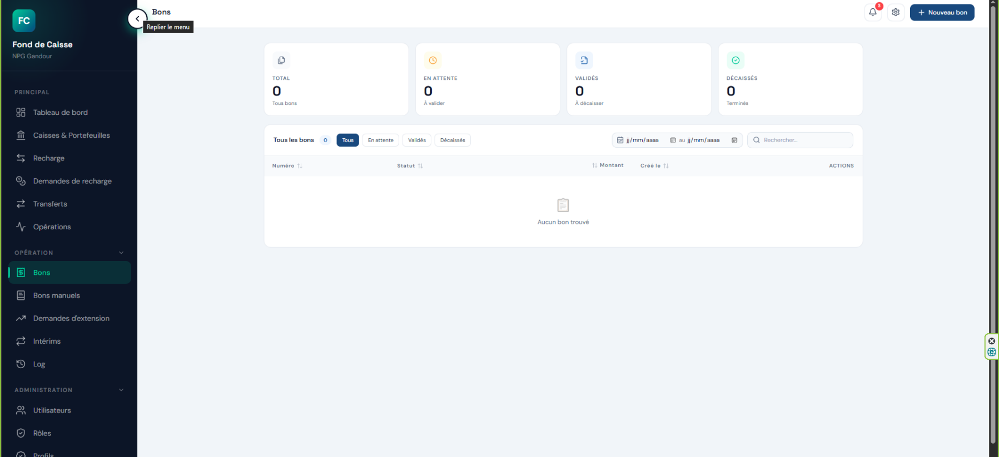 FC
Fond de Caisse
NPG Gandour
PRINCIPAL
Tableau de bord
Caisses & Portefeuilles
Recharge
Demandes de recharge
Transferts
Opérations
OPÉRATION
Bons
Bons manuels
Demandes d'extension
Intérims
Log
ADMINISTRATION
Utilisateurs
Rôles
Profils
Bons
Replier le menu
3
+ Nouveau bon
TOTAL
0
Tous bons
EN ATTENTE
0
À valider
VALIDÉS
0
À décaisser
DÉCAISSÉS
0
Terminés
Tous les bons 0 Tous En attente Validés Décaissés jj/mm/aaaa au jj/mm/aaaa Rechercher...
Numéro Statut Montant Créé le ACTIONS
Aucun bon trouvé